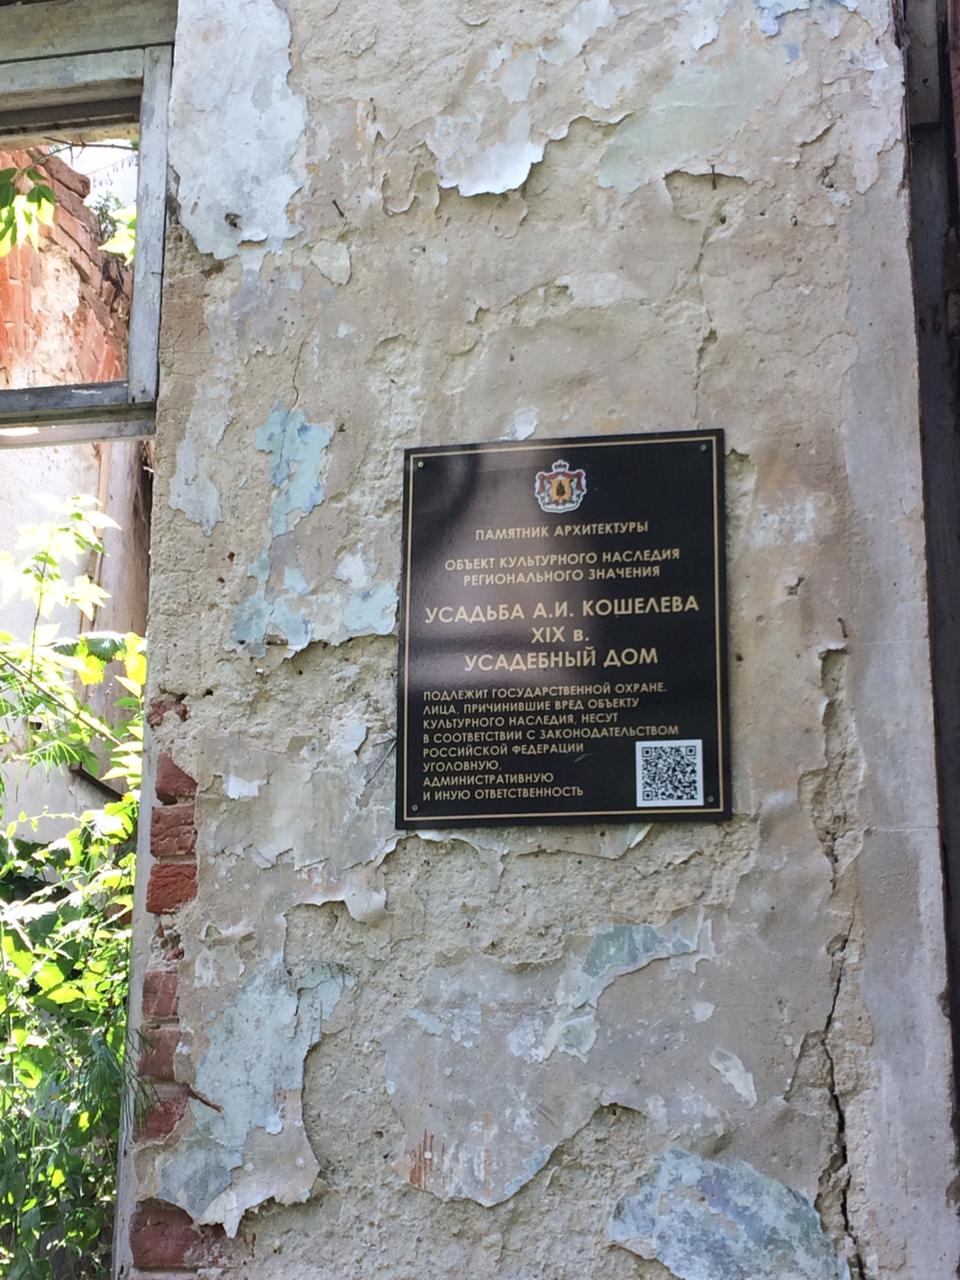 ПАМЯТНИК АРХИТЕКТУРЫ
ОБЪЕКТ КУЛЬТУРНОГО НАСЛЕДИЯ
РЕГИОНАЛЬНОГО ЗНАЧЕНИЯ
УСАДЬБА А.И. КОШЕЛЕВА
XIX в.
УСАДЕБНЫЙ ДОМ
ПОДЛЕЖИТ ГОСУДАРСТВЕННОЙ ОХРАНЕ.
ЛИЦА, ПРИЧИНИВШИЕ ВРЕД ОБЪЕКТУ
КУЛЬТУРНОГО НАСЛЕДИЯ, НЕСУТ
В СООТВЕТСТВИИ С ЗАКОНОДАТЕЛЬСТВОМ
РОССИЙСКОЙ ФЕДЕРАЦИИ
УГОЛОВНУЮ,
АДМИНИСТРАТИВНУЮ
И ИНУЮ ОТВЕТСТВЕННОСТЬ